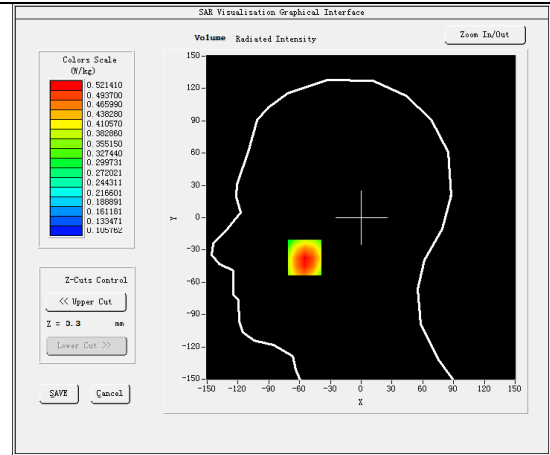 SAR Visualisation Graphical Interface
Volume Radiated Intensity
Zoom In/Out
Colors Scale
(W/kg)
0.521410
0.493700
0.465990
0.438280
0.410570
0.382860
0.355150
0.327440
0.299731
0.272021
0.244311
0.216601
0.188891
0.161181
0.133471
0.105762
150
120
90
60
30
0
-30
-60
-90
-120
-150
Y
-150 -120 -90 -60 -30 0 30 60 90 120 150
X
Z-Cuts Control
<< Upper Cut
Z = 0.3 mm
Lower Cut >>
SAVE Cancel